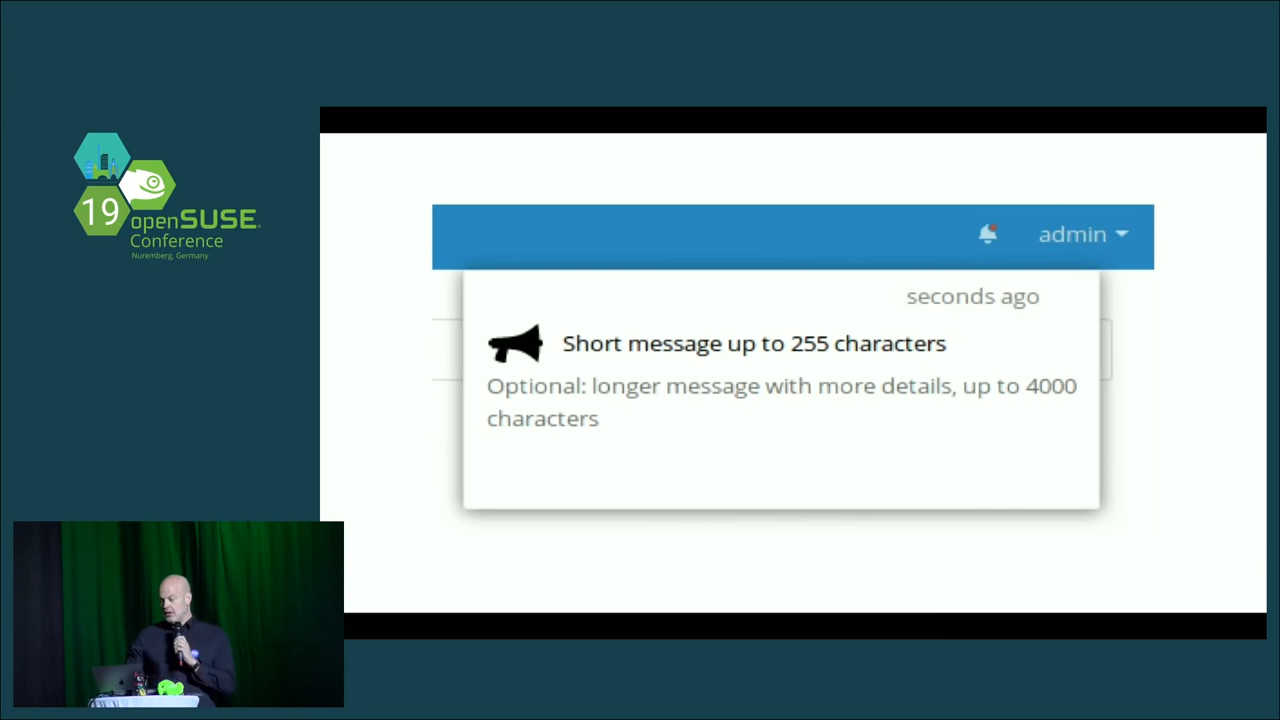 19
openSUSE
Conference
Nuremberg, Germany
admin
seconds ago
Short message up to 255 characters
Optional: longer message with more details, up to 4000
characters